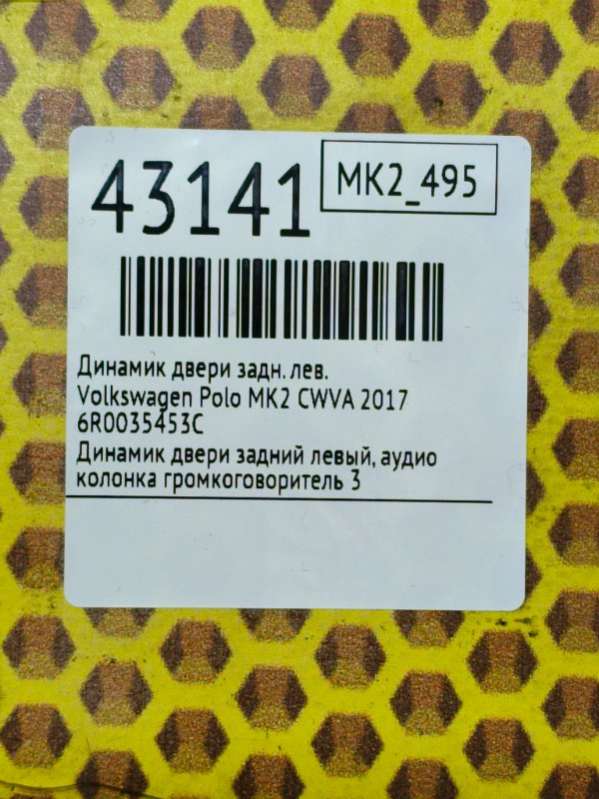 43141
MK2_495
Динамик двери задн. лев.
Volkswagen Polo MK2 CWVA 2017
6R0035453C
Динамик двери задний левый, аудио
колонка громкоговоритель 3